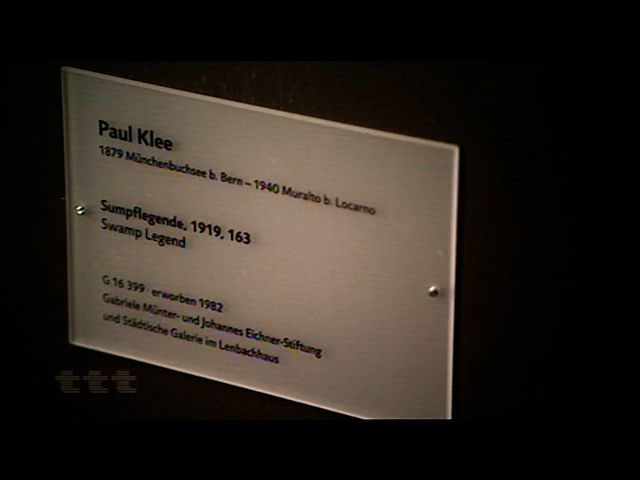 Paul Klee
1879 Münchenbuchsee b. Bern – 1940 Muralto b. Locarno
Sumpflegende, 1919, 163
Swamp Legend
G 16 399 erworben 1982
Gabriele Münter- und Johannes Eichner-Stiftung
und Städtische Galerie im Lenbachhaus
ttt